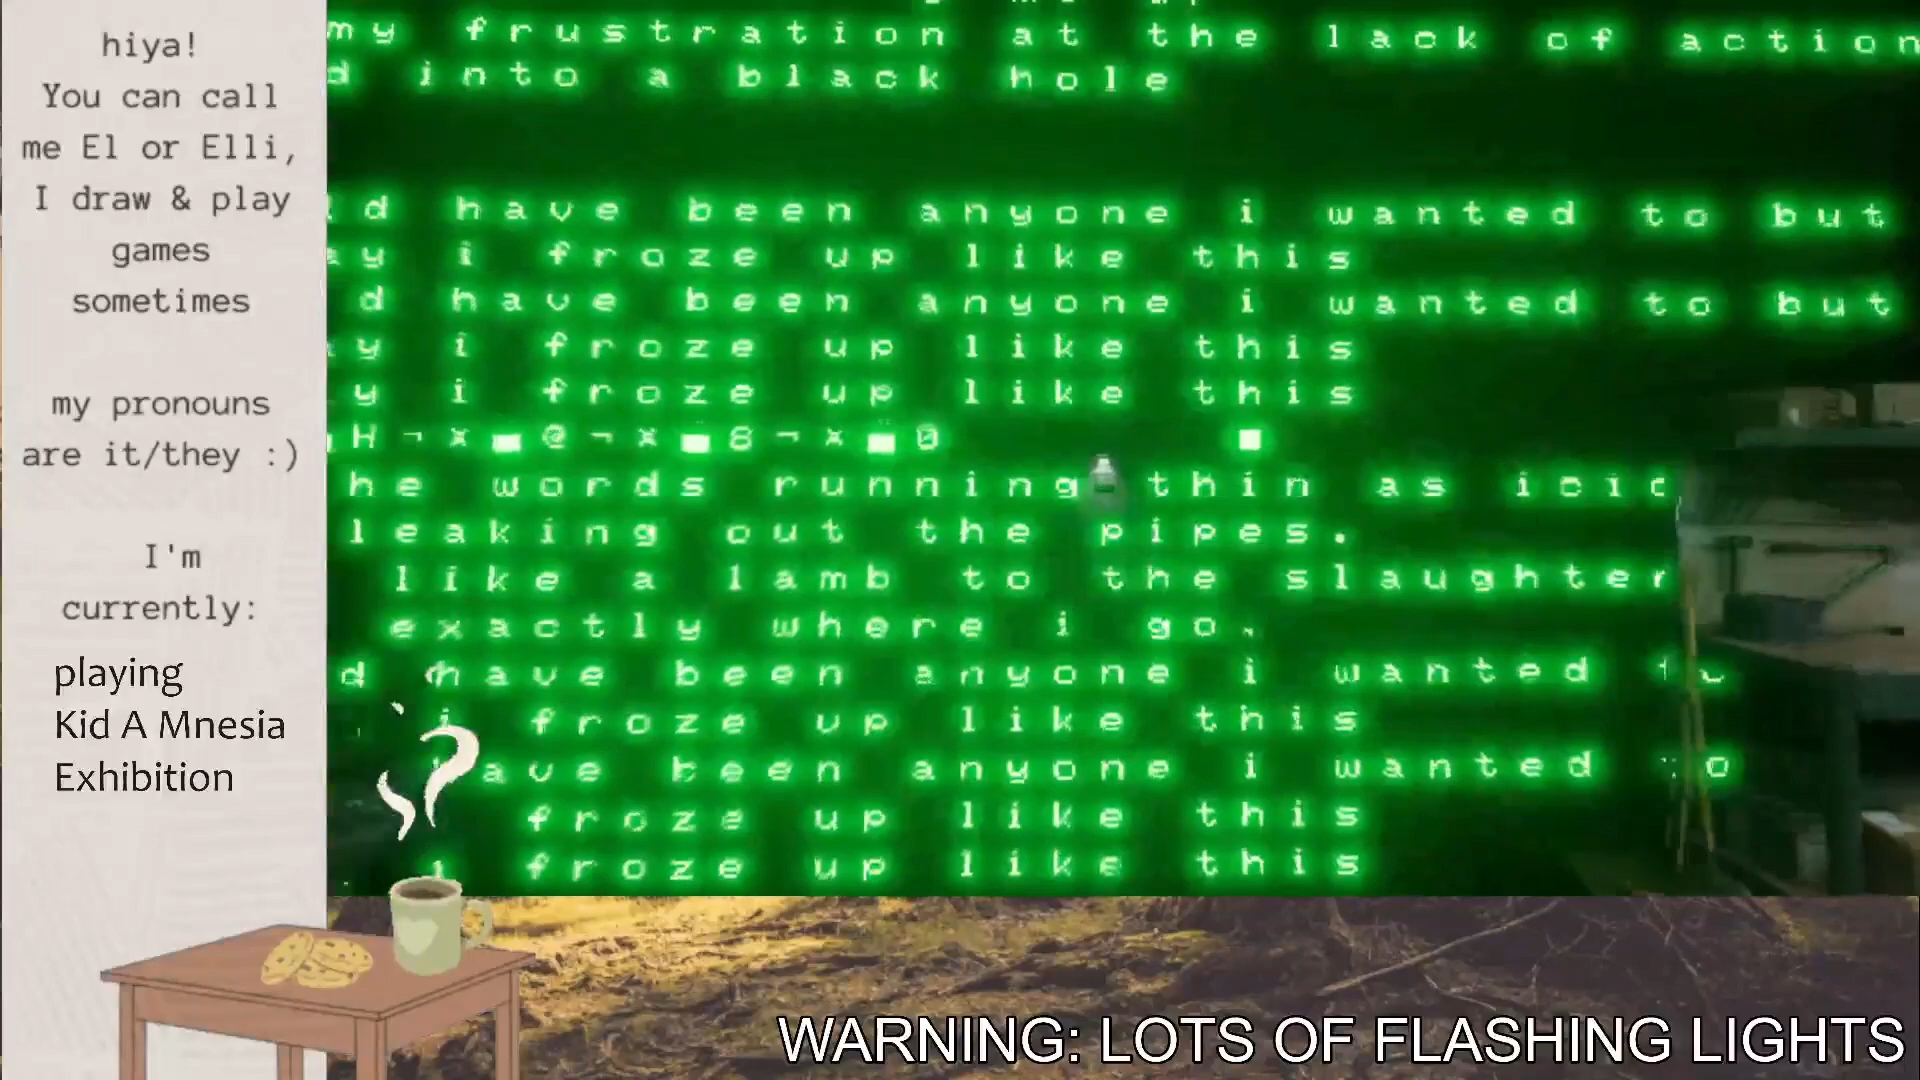 hiya!
You can call
me El or Elli,
I draw & play
games
sometimes
my pronouns
are it/they :)
I'm
currently:
playing
Kid A Mnesia
Exhibition
my frustration at the lack of action
d into a black hole
d have been anyone i wanted to but
y i froze up like this
d have been anyone i wanted to but
y i froze up like this
y i froze up like this
H ¬ x ■ @ ¬ x ■ 8 ¬ x ■ 0 ■
he words running thin as icic
leaking out the pipes.
like a lamb to the slaughter
exactly where i go.
d have been anyone i wanted
i froze up like this
ave been anyone i wanted to
froze up like this
i froze up like this
WARNING: LOTS OF FLASHING LIGHTS